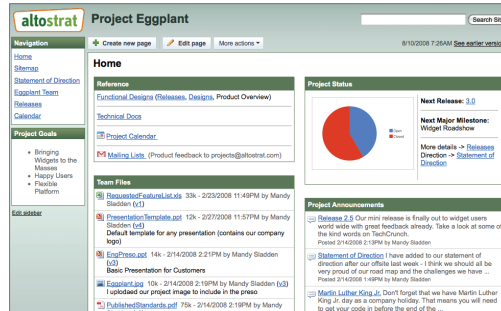 altostrat
Project Eggplant
Search Sit
Create new page
Edit page
More actions
8/10/2008 7:26AM See earlier versio
Navigation
Home
Sitemap
Statement of Direction
Eggplant Team
Releases
Calendar
Project Goals
Bringing
Widgets to the
Masses
Happy Users
Flexible
Platform
Edit sidebar
Home
Reference
Functional Designs (Releases, Designs, Product Overview)
Technical Docs
Project Calendar
Mailing Lists (Product feedback to projects@altostrat.com)
Team Files
RequestedFeatureList.xls 33k - 2/23/2008 11:49PM by Mandy
Sladden (v1)
PresentationTemplate.ppt 12k - 2/27/2008 11:57PM by Mandy
Sladden (v4)
Default template for any presentation (contains our company
logo)
EngPreso.ppt 14k - 2/14/2008 2:21PM by Mandy Sladden
(v3)
Basic Presentation for Customers
Eggplant.jpg 10k - 2/14/2008 2:19PM by Mandy Sladden (v3)
I uplodaed our project image to include in the preso
PublishedStandards.pdf 75k - 2/14/2008 2:19PM by Mandy
Project Status
Open
Closed
Next Release: 3.0
Next Major Milestone:
Widget Roadshow
More details -> Releases
Direction -> Statement of
Direction
Project Announcements
Release 2.5 Our mini release is finally out to widget users
world wide with great feedback already. Take a look at some of
the kind words on TechCrunch.
Posted 2/14/2008 2:13PM by Mandy Sladden
Statement of Direction I have added to our statement of
direction after our offsite last week - I think we should all be
very proud of our road map and the challenges we have ...
Posted 2/14/2008 1:49PM by Mandy Sladden
Martin Luther King Jr. Don't forget that we have Martin Luther
King Jr. day as a company holiday. That means you will need
to get your code in before the end of the ...